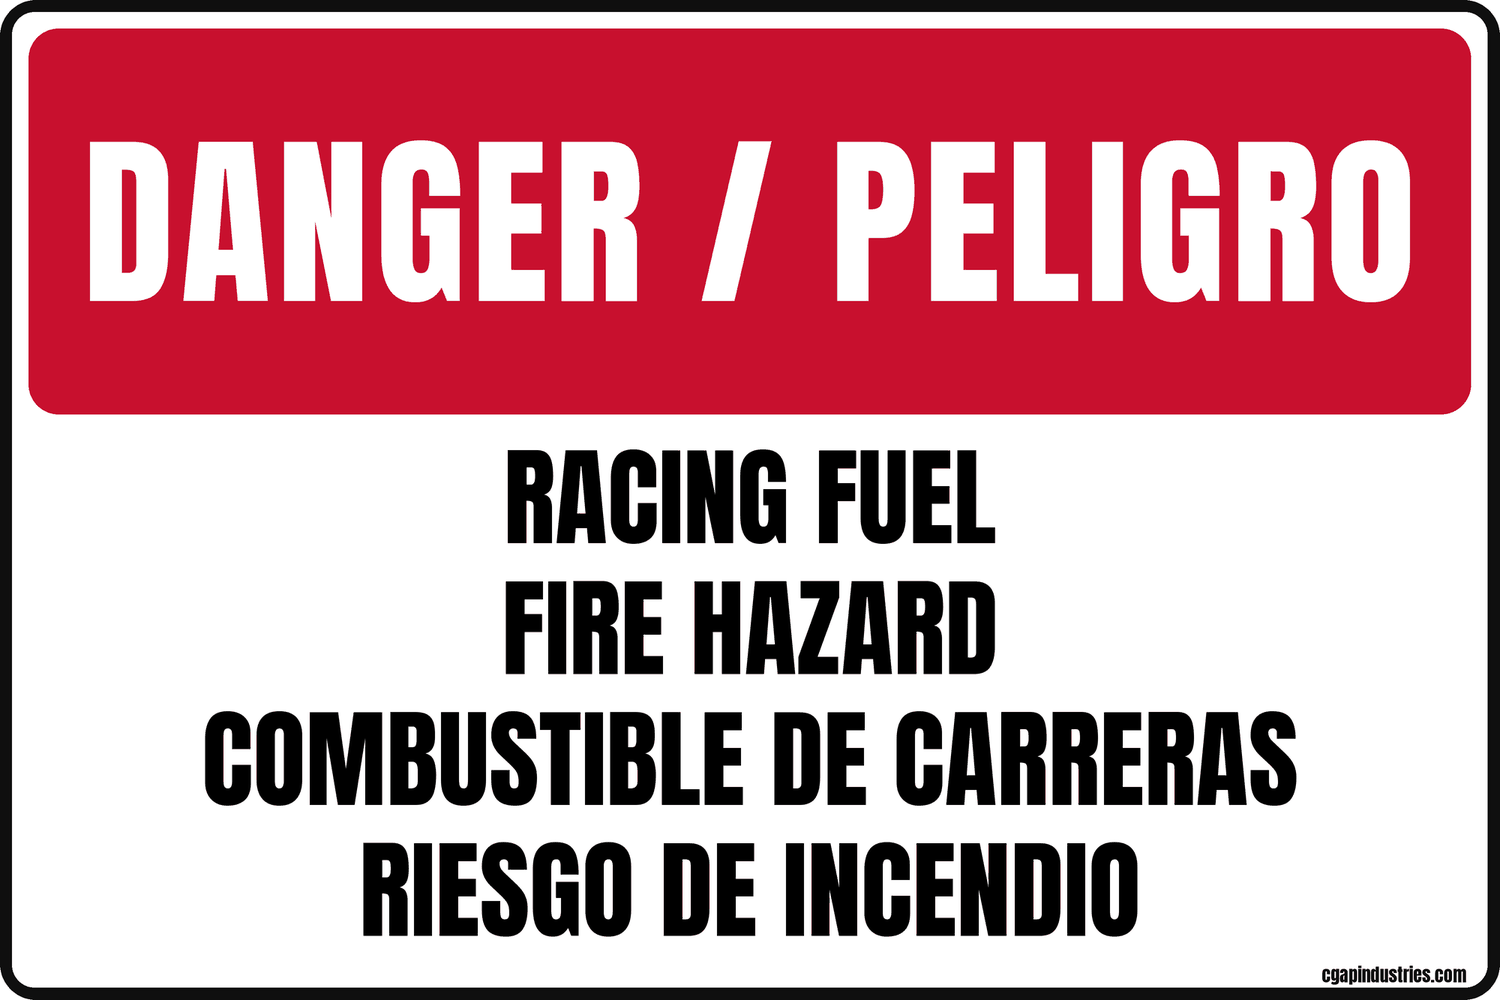 DANGER / PELIGRO
RACING FUEL
FIRE HAZARD
COMBUSTIBLE DE CARRERAS
RIESGO DE INCENDIO
cgapindustries.com